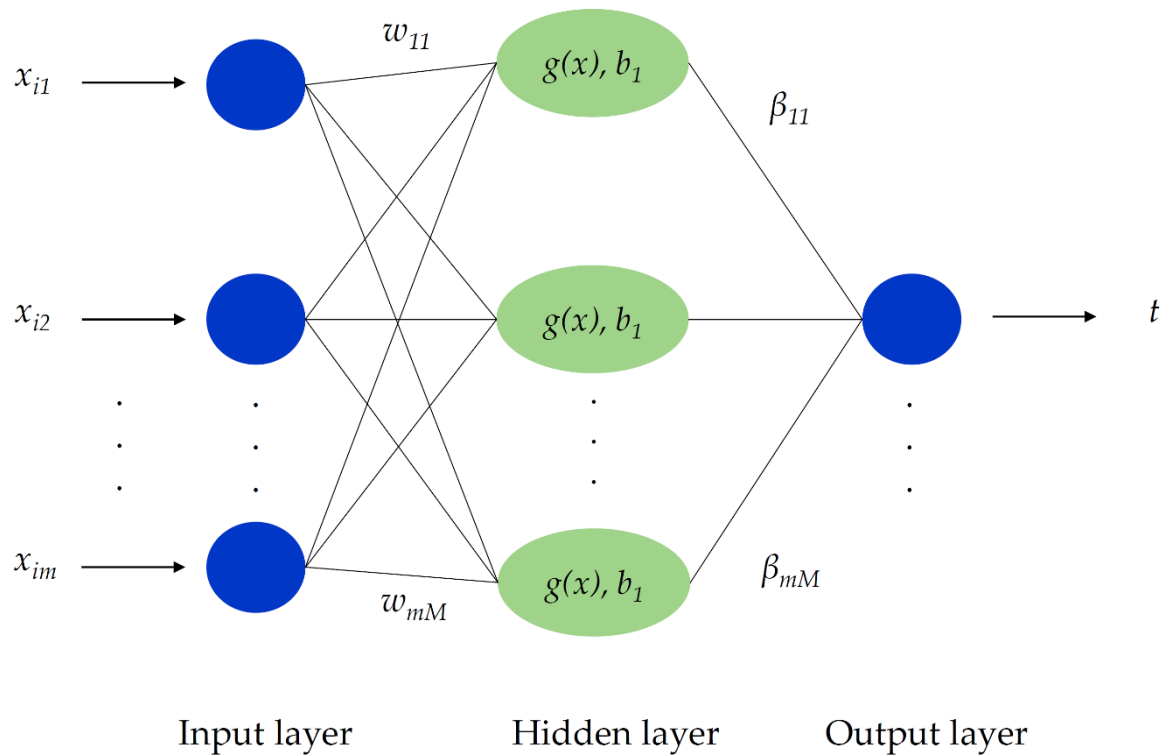 w11
xi1
g(x), b1
β11
xi2
g(x), b1
t
xim
g(x), b1
wmM
βmM
Input layer
Hidden layer
Output layer